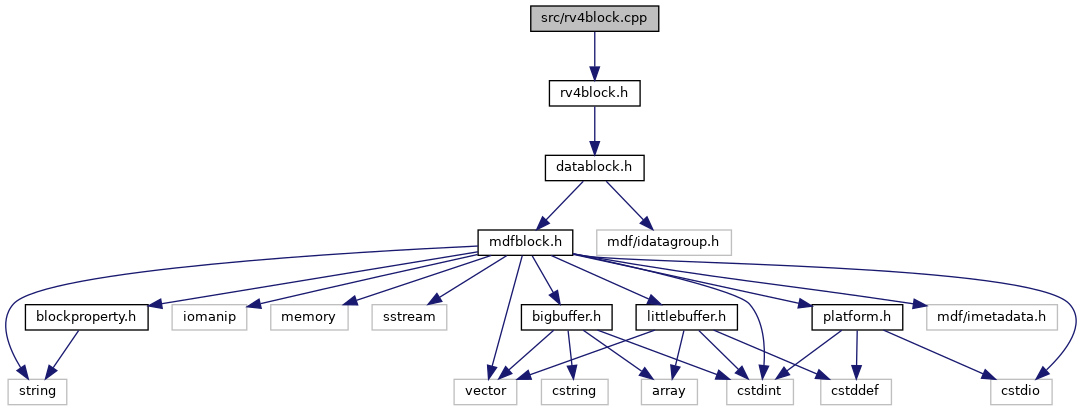 src/rv4block.cpp
rv4block.h
datablock.h
mdfblock.h
mdf/idatagroup.h
blockproperty.h
iomanip
memory
sstream
bigbuffer.h
littlebuffer.h
platform.h
mdf/imetadata.h
string
vector
cstring
array
cstdint
cstddef
cstdio